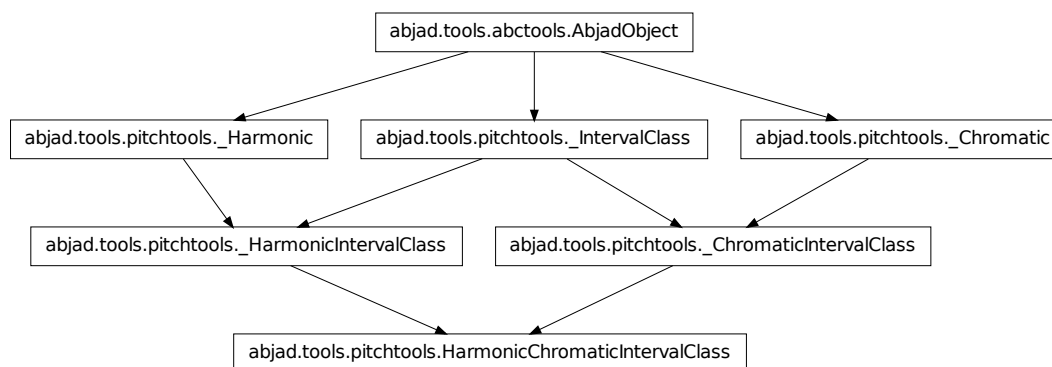 abjad.tools.abctools.AbjadObject
abjad.tools.pitchtools._Harmonic
abjad.tools.pitchtools._IntervalClass
abjad.tools.pitchtools._Chromatic
abjad.tools.pitchtools._HarmonicIntervalClass
abjad.tools.pitchtools._ChromaticIntervalClass
abjad.tools.pitchtools.HarmonicChromaticIntervalClass